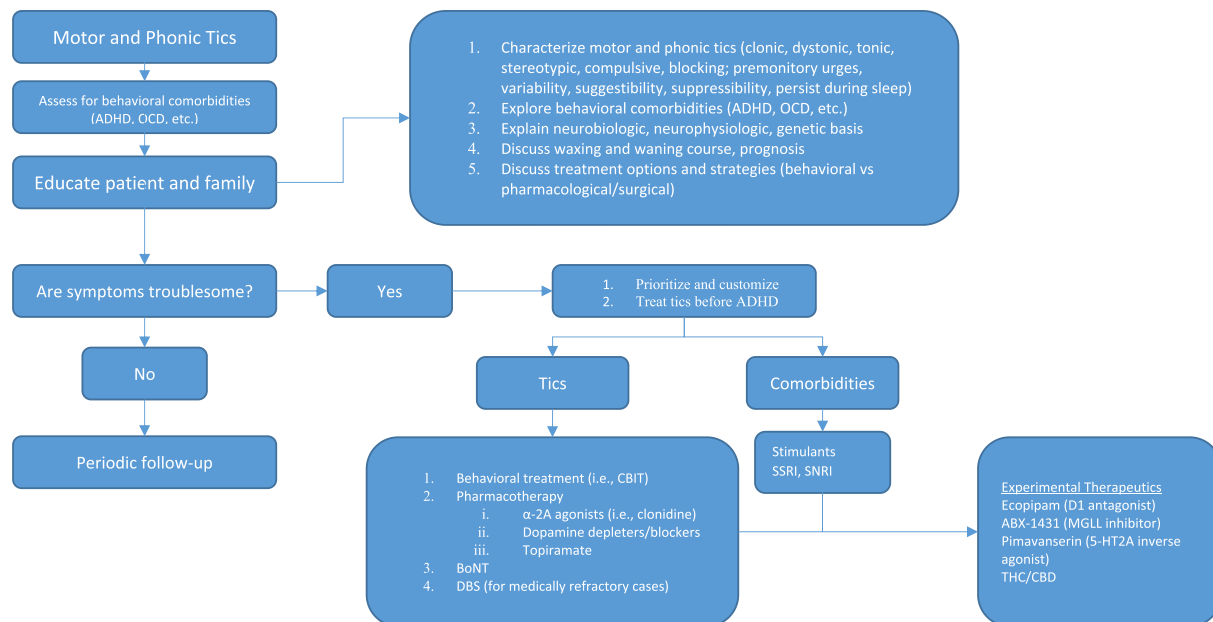 Motor and Phonic Tics
Assess for behavioral comorbidities
(ADHD, OCD, etc.)
Educate patient and family
1. Characterize motor and phonic tics (clonic, dystonic, tonic,
stereotypic, compulsive, blocking; premonitory urges,
variability, suggestibility, suppressibility, persist during sleep)
2. Explore behavioral comorbidities (ADHD, OCD, etc.)
3. Explain neurobiologic, neurophysiologic, genetic basis
4. Discuss waxing and waning course, prognosis
5. Discuss treatment options and strategies (behavioral vs
pharmacological/surgical)
Are symptoms troublesome?
Yes
1. Prioritize and customize
2. Treat tics before ADHD
No
Periodic follow-up
Tics
Comorbidities
1. Behavioral treatment (i.e., CBIT)
2. Pharmacotherapy
i. α-2A agonists (i.e., clonidine)
ii. Dopamine depleters/blockers
iii. Topiramate
3. BoNT
4. DBS (for medically refractory cases)
Stimulants
SSRI, SNRI
Experimental Therapeutics
Ecopipam (D1 antagonist)
ABX-1431 (MGLL inhibitor)
Pimavanserin (5-HT2A inverse
agonist)
THC/CBD